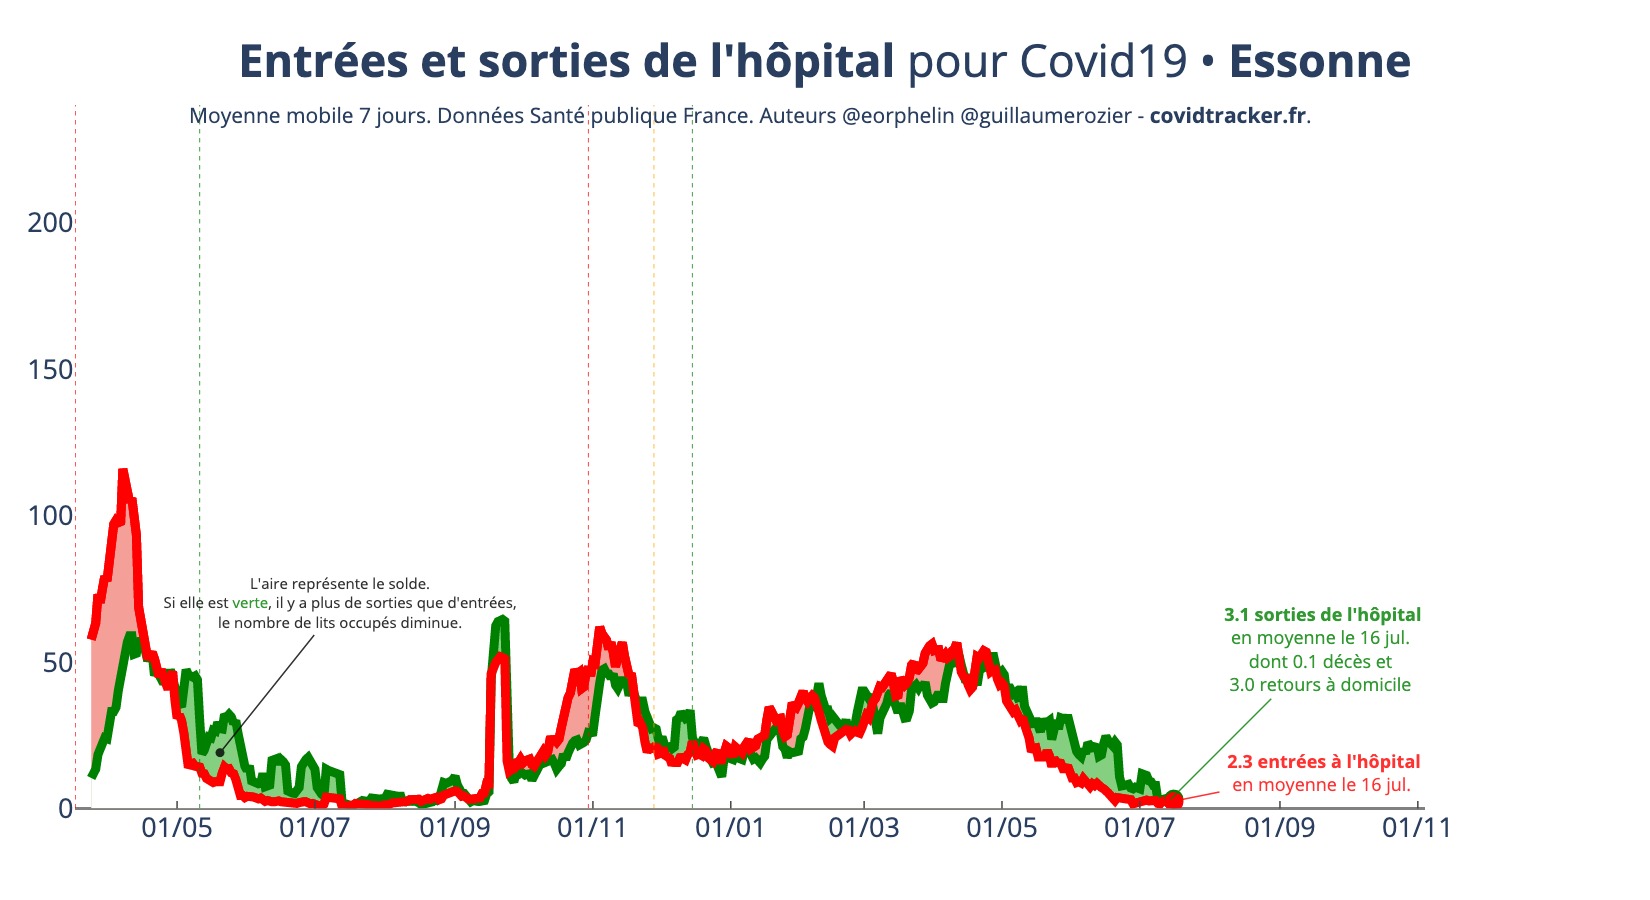 Entrées et sorties de l'hôpital pour Covid19 • Essonne
Moyenne mobile 7 jours. Données Santé publique France. Auteurs @eorphelin @guillaumerozier - covidtracker.fr.
200
150
100
50
0
L'aire représente le solde.
Si elle est verte, il y a plus de sorties que d'entrées,
le nombre de lits occupés diminue.
3.1 sorties de l'hôpital
en moyenne le 16 jul.
dont 0.1 décès et
3.0 retours à domicile
2.3 entrées à l'hôpital
en moyenne le 16 jul.
01/05 01/07 01/09 01/11 01/01 01/03 01/05 01/07 01/09 01/11